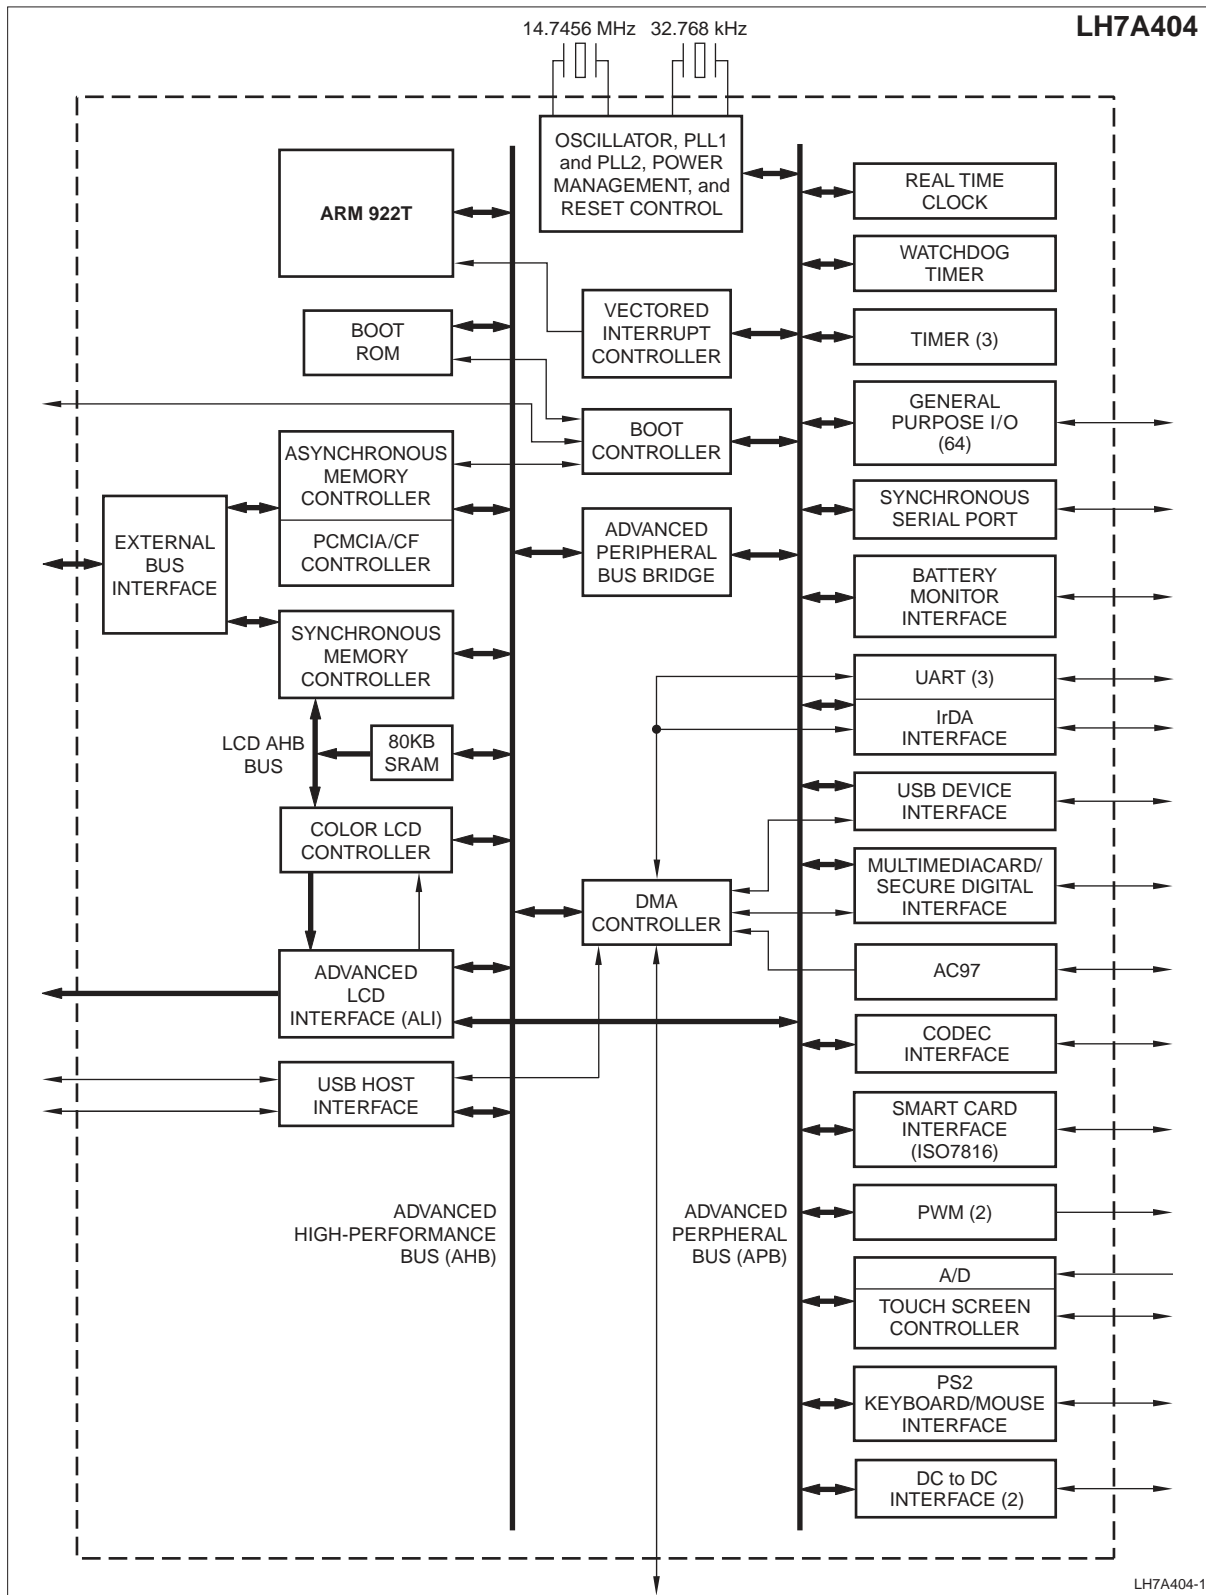 LH7A404
14.7456 MHz
32.768 kHz
OSCILLATOR, PLL1
and PLL2, POWER
MANAGEMENT, and
RESET CONTROL
ARM 922T
REAL TIME
CLOCK
WATCHDOG
TIMER
VECTORED
INTERRUPT
CONTROLLER
BOOT
ROM
TIMER (3)
GENERAL
PURPOSE I/O
(64)
BOOT
CONTROLLER
ASYNCHRONOUS
MEMORY
CONTROLLER
PCMCIA/CF
CONTROLLER
EXTERNAL
BUS
INTERFACE
ADVANCED
PERIPHERAL
BUS BRIDGE
SYNCHRONOUS
SERIAL PORT
BATTERY
MONITOR
INTERFACE
SYNCHRONOUS
MEMORY
CONTROLLER
UART (3)
IrDA
INTERFACE
LCD AHB
BUS
80KB
SRAM
USB DEVICE
INTERFACE
COLOR LCD
CONTROLLER
MULTIMEDIACARD/
SECURE DIGITAL
INTERFACE
DMA
CONTROLLER
AC97
ADVANCED
LCD
INTERFACE (ALI)
CODEC
INTERFACE
USB HOST
INTERFACE
SMART CARD
INTERFACE
(ISO7816)
ADVANCED
HIGH-PERFORMANCE
BUS (AHB)
ADVANCED
PERPHERAL
BUS (APB)
PWM (2)
A/D
TOUCH SCREEN
CONTROLLER
PS2
KEYBOARD/MOUSE
INTERFACE
DC to DC
INTERFACE (2)
LH7A404-1